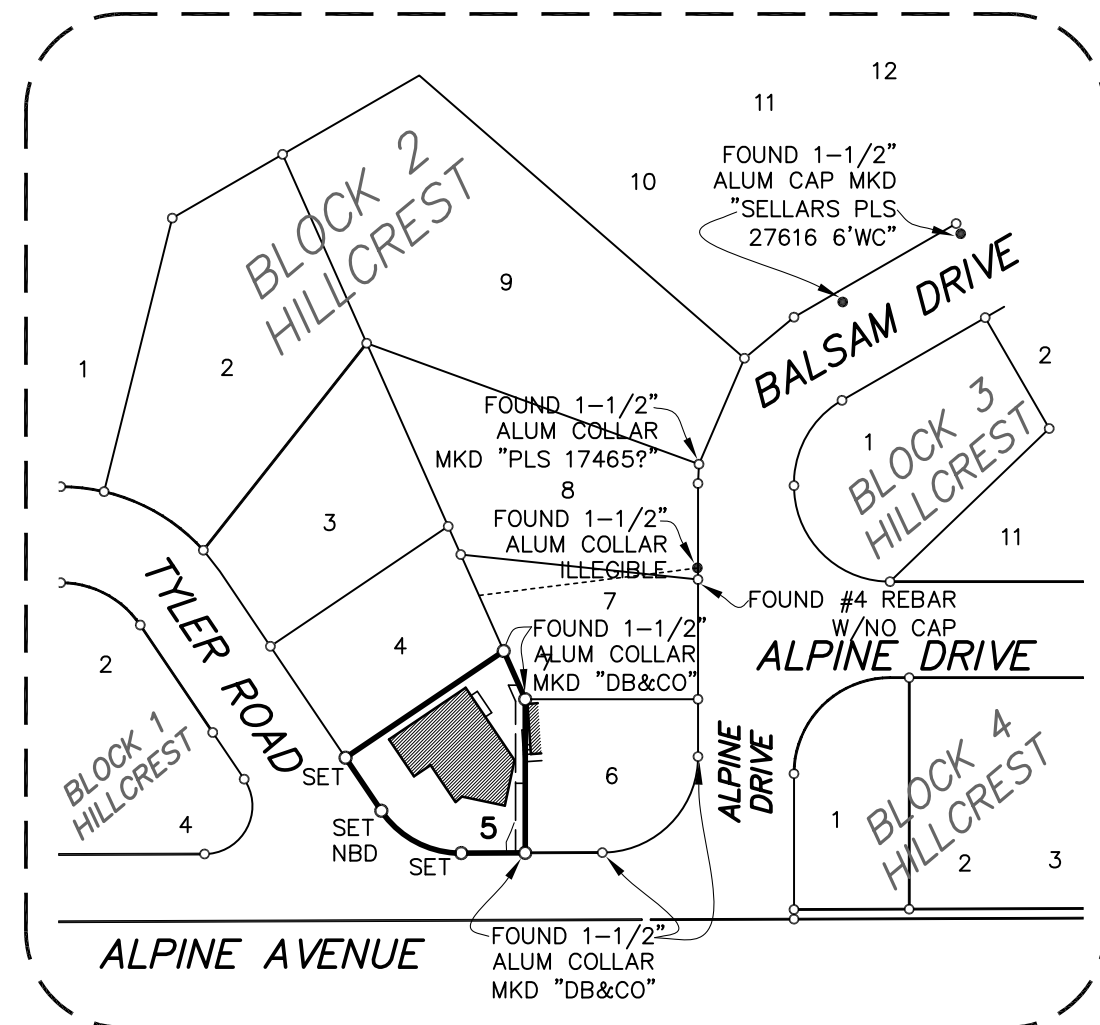 12
11
FOUND 1-1/2"
ALUM CAP MKD
"SELLARS PLS
27616 6'WC"
10
BLOCK 2
HILLCREST
9
BALSAM DRIVE
1
2
2
BLOCK 3
HILLCREST
1
FOUND 1-1/2"
ALUM COLLAR
MKD "PLS 17465?"
8
3
FOUND 1-1/2"
ALUM COLLAR
ILLEGIBLE
11
TYLER ROAD
7
FOUND #4 REBAR
W/NO CAP
4
FOUND 1-1/2"
ALUM COLLAR
MKD "DB&CO"
7
ALPINE DRIVE
2
BLOCK 1
HILLCREST
4
SET
ALPINE
DRIVE
6
BLOCK 4
HILLCREST
1
2
3
SET
NBD
5
SET
FOUND 1-1/2"
ALUM COLLAR
MKD "DB&CO"
ALPINE AVENUE